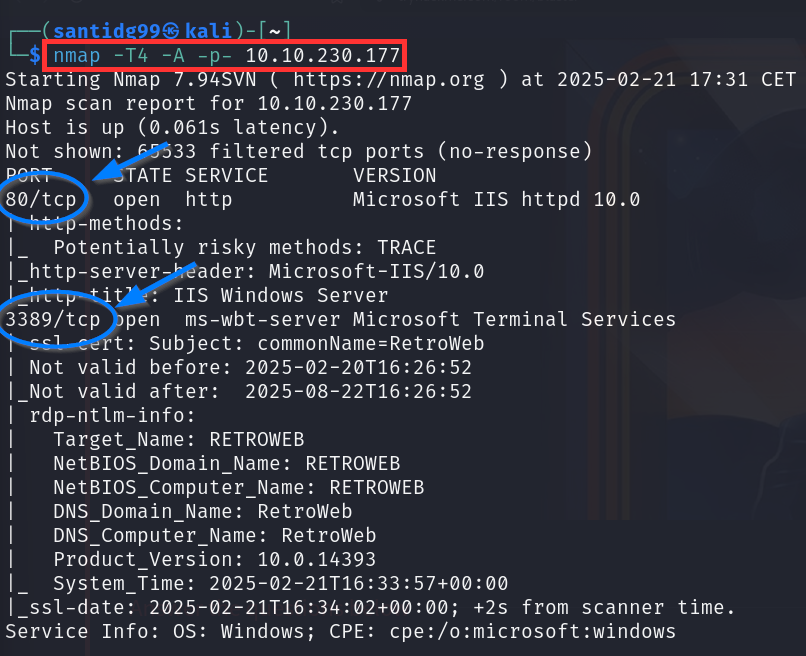 ┌──(santidg99㉿kali)-[~]
└─$ nmap -T4 -A -p- 10.10.230.177
Starting Nmap 7.94SVN ( https://nmap.org ) at 2025-02-21 17:31 CET
Nmap scan report for 10.10.230.177
Host is up (0.061s latency).
Not shown: 65533 filtered tcp ports (no-response)
PORT     STATE SERVICE       VERSION
80/tcp   open  http          Microsoft IIS httpd 10.0
| http-methods:
|_  Potentially risky methods: TRACE
|_http-server-header: Microsoft-IIS/10.0
|_http-title: IIS Windows Server
3389/tcp open  ms-wbt-server Microsoft Terminal Services
| ssl-cert: Subject: commonName=RetroWeb
| Not valid before: 2025-02-20T16:26:52
|_Not valid after:  2025-08-22T16:26:52
| rdp-ntlm-info:
|   Target_Name: RETROWEB
|   NetBIOS_Domain_Name: RETROWEB
|   NetBIOS_Computer_Name: RETROWEB
|   DNS_Domain_Name: RetroWeb
|   DNS_Computer_Name: RetroWeb
|   Product_Version: 10.0.14393
|_  System_Time: 2025-02-21T16:33:57+00:00
|_ssl-date: 2025-02-21T16:34:02+00:00; +2s from scanner time.
Service Info: OS: Windows; CPE: cpe:/o:microsoft:windows